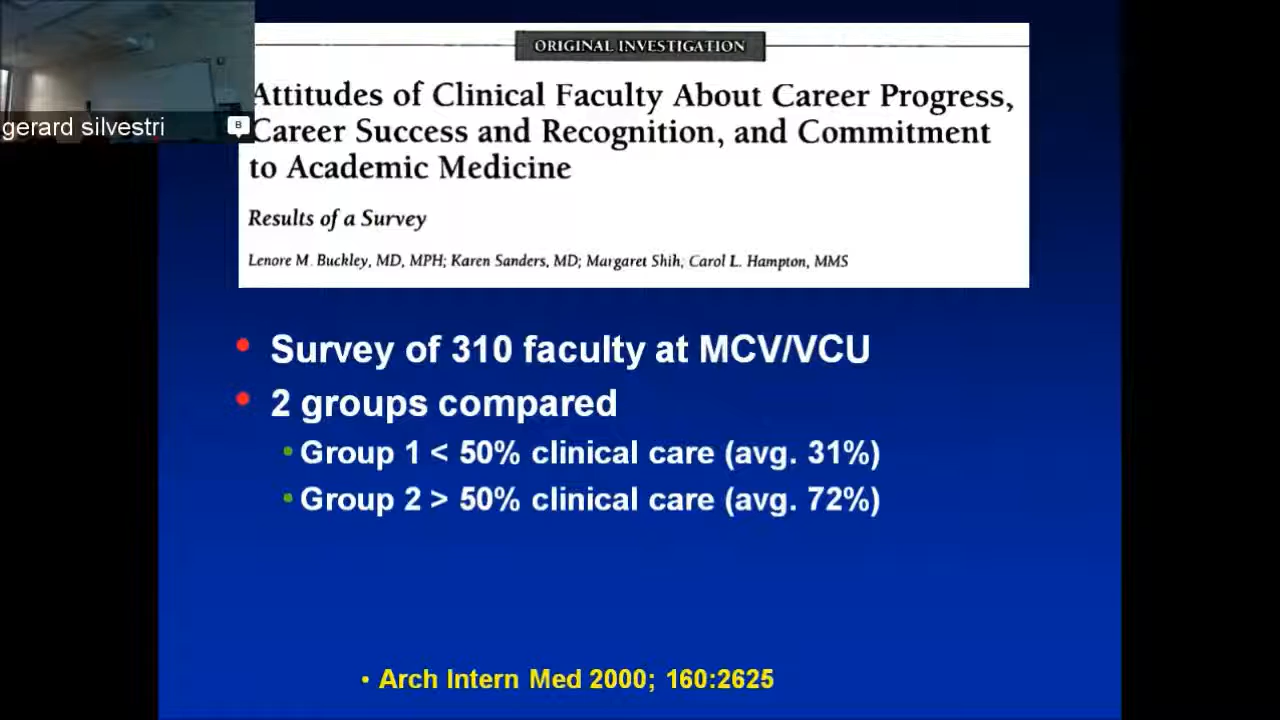 gerard silvestri
ORIGINAL INVESTIGATION
Attitudes of Clinical Faculty About Career Progress,
Career Success and Recognition, and Commitment
to Academic Medicine
Results of a Survey
Lenore M. Buckley, MD, MPH; Karen Sanders, MD; Margaret Shih; Carol L. Hampton, MMS
• Survey of 310 faculty at MCV/VCU
• 2 groups compared
• Group 1 < 50% clinical care (avg. 31%)
• Group 2 > 50% clinical care (avg. 72%)
• Arch Intern Med 2000; 160:2625